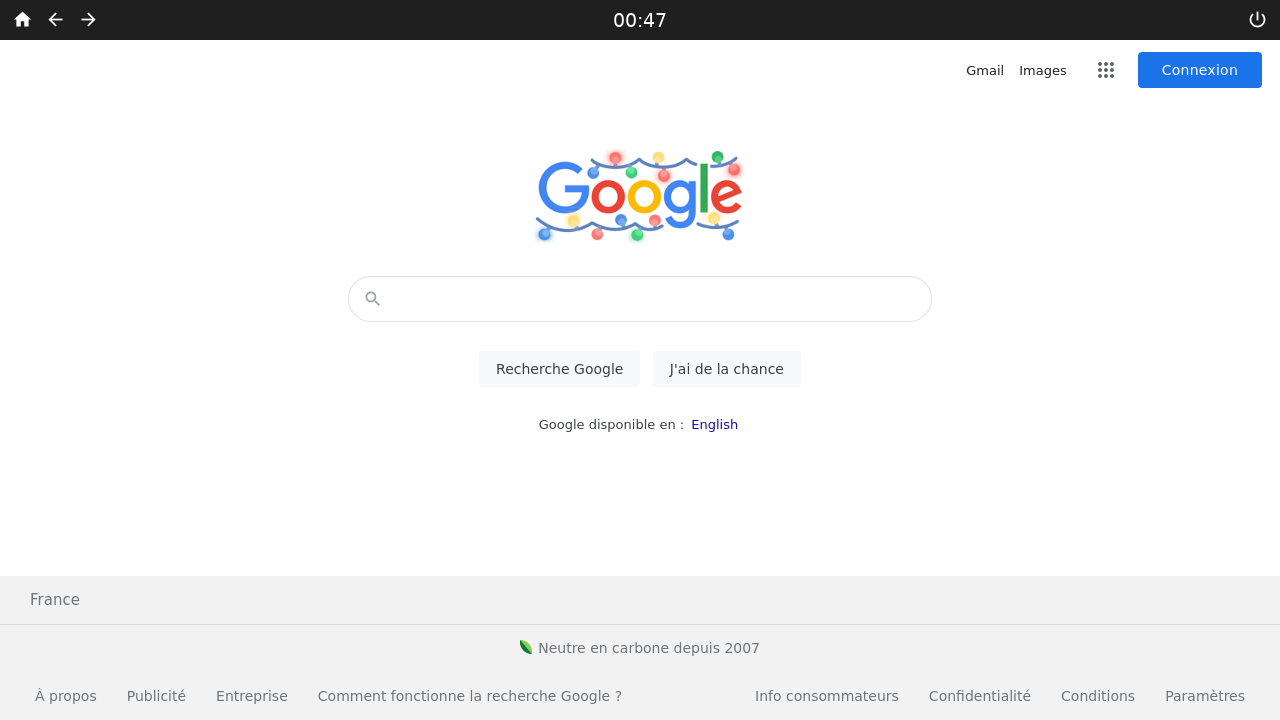 00:47
Gmail Images Connexion
Google
Recherche Google J'ai de la chance
Google disponible en : English
France
Neutre en carbone depuis 2007
À propos Publicité Entreprise Comment fonctionne la recherche Google ? Info consommateurs Confidentialité Conditions Paramètres